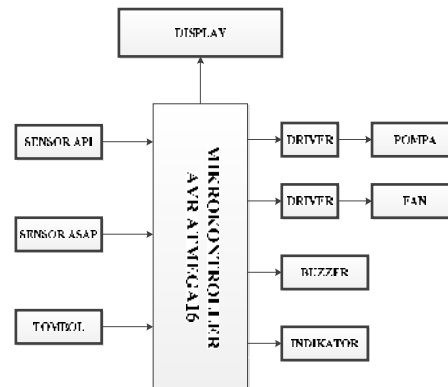 DISPLAY
SENSOR API
SENSOR ASAP
TOMBOL
MIKROKONTROLLER
AVR ATMEGA16
DRIVER
POMPA
DRIVER
FAN
BUZZER
INDIKATOR